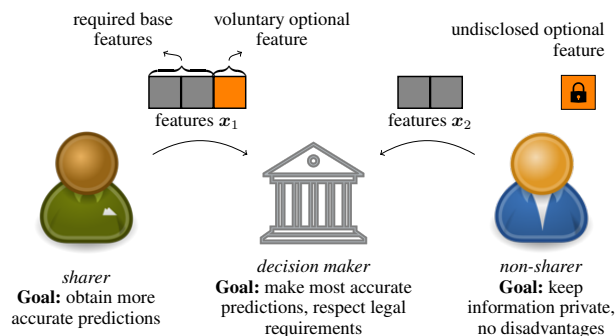 required base
features
voluntary optional
feature
undisclosed optional
feature
features x₁
features x₂
sharer
Goal: obtain more
accurate predictions
decision maker
Goal: make most accurate
predictions, respect legal
requirements
non-sharer
Goal: keep
information private,
no disadvantages